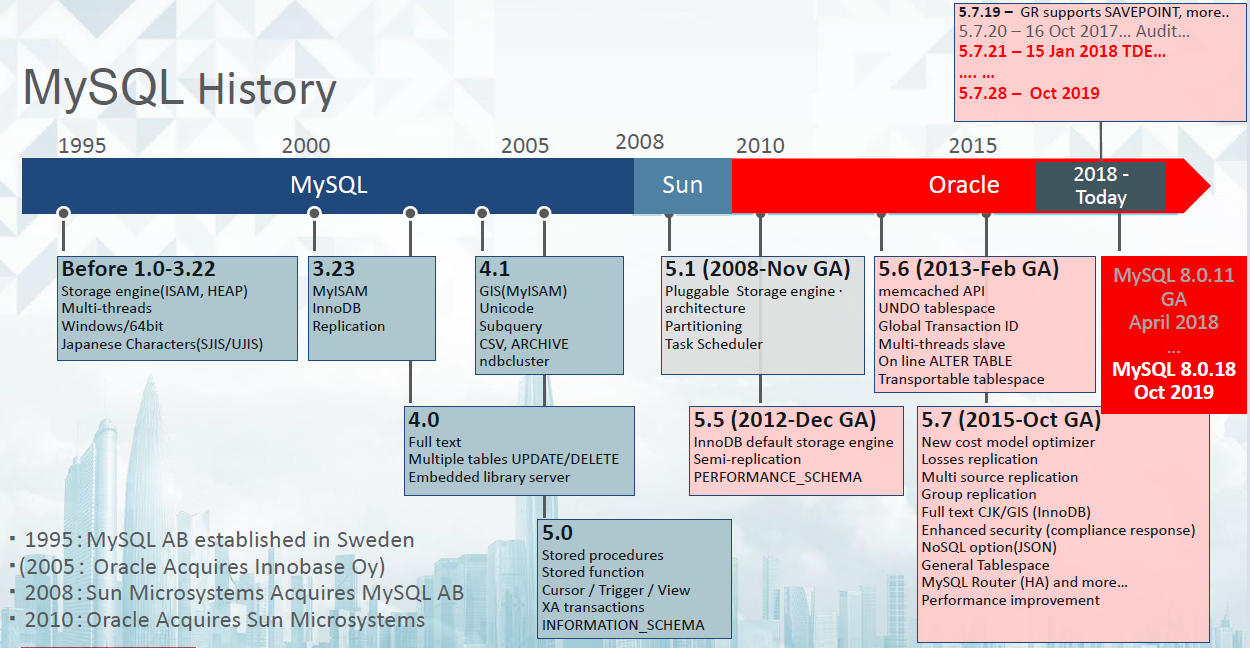 5.7.19 – GR supports SAVEPOINT, more..
5.7.20 – 16 Oct 2017... Audit...
5.7.21 – 15 Jan 2018 TDE...
.... ...
5.7.28 – Oct 2019
MySQL History
1995
2000
2005
2008
2010
2015
MySQL
Sun
Oracle
2018 -
Today
Before 1.0-3.22
Storage engine(ISAM, HEAP)
Multi-threads
Windows/64bit
Japanese Characters(SJIS/UJIS)
3.23
MyISAM
InnoDB
Replication
4.1
GIS(MyISAM)
Unicode
Subquery
CSV, ARCHIVE
ndbcluster
5.1 (2008-Nov GA)
Pluggable Storage engine ·
architecture
Partitioning
Task Scheduler
5.6 (2013-Feb GA)
memcached API
UNDO tablespace
Global Transaction ID
Multi-threads slave
On line ALTER TABLE
Transportable tablespace
MySQL 8.0.11
GA
April 2018
...
MySQL 8.0.18
Oct 2019
4.0
Full text
Multiple tables UPDATE/DELETE
Embedded library server
5.5 (2012-Dec GA)
InnoDB default storage engine
Semi-replication
PERFORMANCE_SCHEMA
5.7 (2015-Oct GA)
New cost model optimizer
Losses replication
Multi source replication
Group replication
Full text CJK/GIS (InnoDB)
Enhanced security (compliance response)
NoSQL option(JSON)
General Tablespace
MySQL Router (HA) and more...
Performance improvement
5.0
Stored procedures
Stored function
Cursor / Trigger / View
XA transactions
INFORMATION_SCHEMA
▪ 1995 : MySQL AB established in Sweden
▪ (2005 : Oracle Acquires Innobase Oy)
▪ 2008 : Sun Microsystems Acquires MySQL AB
▪ 2010 : Oracle Acquires Sun Microsystems